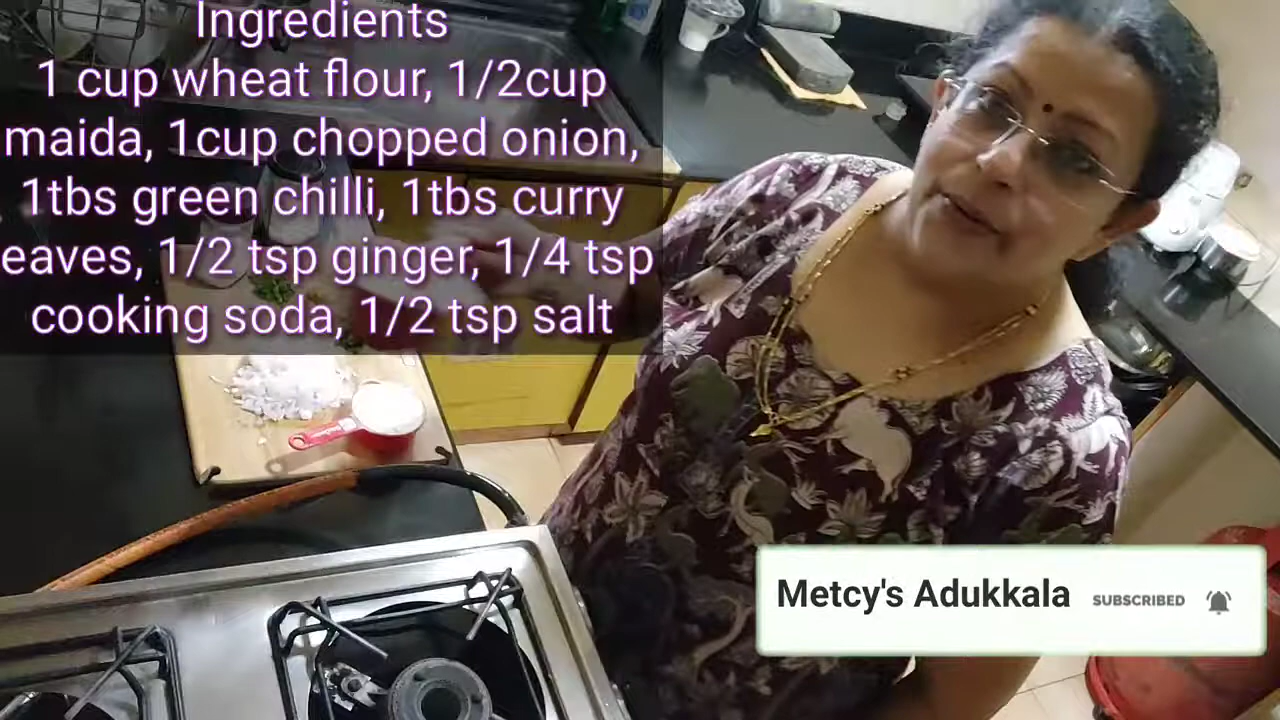 Ingredients
1 cup wheat flour, 1/2cup
maida, 1cup chopped onion,
1tbs green chilli, 1tbs curry
eaves, 1/2 tsp ginger, 1/4 tsp
cooking soda, 1/2 tsp salt
Metcy's Adukkala SUBSCRIBED